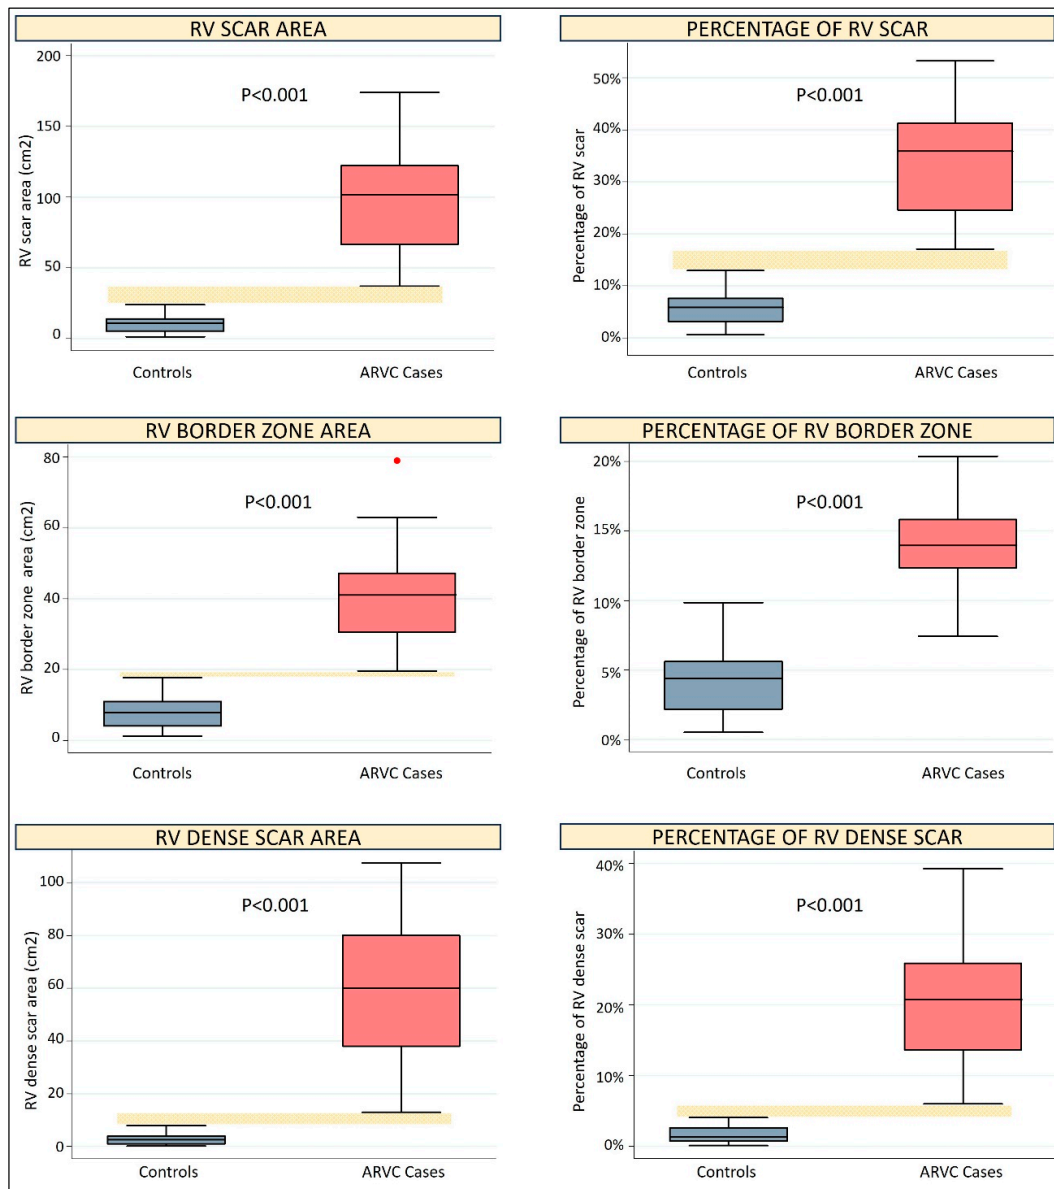 RV SCAR AREA
200
150
100
50
0
RV scar area (cm2)
P<0.001
Controls
ARVC Cases
PERCENTAGE OF RV SCAR
50%
40%
30%
20%
10%
0%
Percentage of RV scar
P<0.001
Controls
ARVC Cases
RV BORDER ZONE AREA
80
60
40
20
0
RV border zone area (cm2)
P<0.001
Controls
ARVC Cases
PERCENTAGE OF RV BORDER ZONE
20%
15%
10%
5%
0%
Percentage of RV border zone
P<0.001
Controls
ARVC Cases
RV DENSE SCAR AREA
100
80
60
40
20
0
RV dense scar area (cm2)
P<0.001
Controls
ARVC Cases
PERCENTAGE OF RV DENSE SCAR
40%
30%
20%
10%
0%
Percentage of RV dense scar
P<0.001
Controls
ARVC Cases